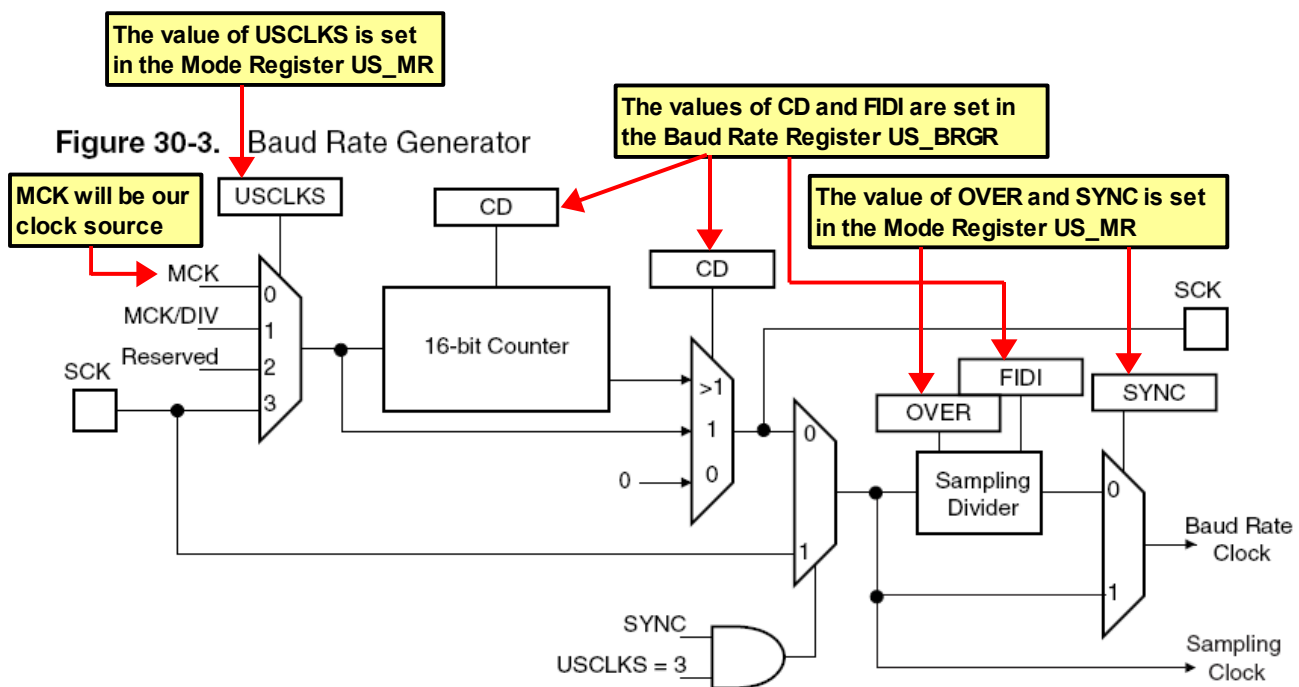 The value of USCLKS is set
in the Mode Register US_MR
The values of CD and FIDI are set in
the Baud Rate Register US_BRGR
Figure 30-3. Baud Rate Generator
MCK will be our
clock source
USCLKS
CD
The value of OVER and SYNC is set
in the Mode Register US_MR
CD
MCK
0
MCK/DIV
1
Reserved
2
SCK
3
16-bit Counter
>1
1
0
0
SCK
FIDI
OVER
SYNC
0
1
Sampling
Divider
0
1
Baud Rate
Clock
SYNC
USCLKS = 3
Sampling
Clock